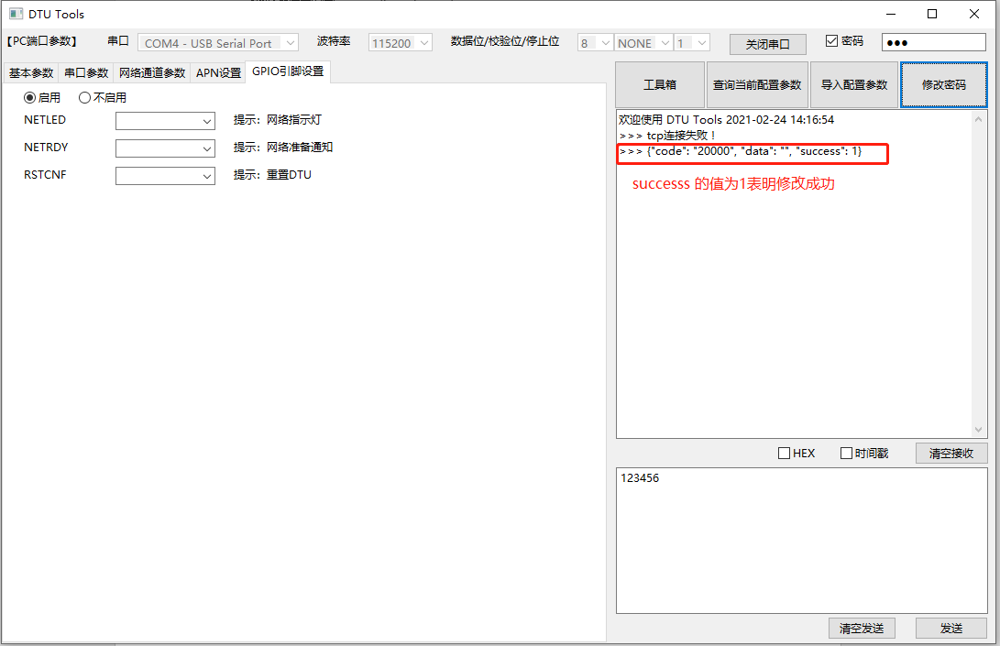 DTU Tools
【PC端口参数】 串口 COM4 - USB Serial Port 波特率 115200 数据位/校验位/停止位 8 NONE 1 关闭串口 密码 ●●●
基本参数 串口参数 网络通道参数 APN设置 GPIO引脚设置
启用 不启用
NETLED 提示: 网络指示灯
NETRDY 提示: 网络准备通知
RSTCNF 提示: 重置DTU
工具箱 查询当前配置参数 导入配置参数 修改密码
欢迎使用 DTU Tools 2021-02-24 14:16:54
>>> tcp连接失败！
>>> {"code": "20000", "data": "", "success": 1}
successs 的值为1表明修改成功
HEX 时间戳 清空接收
123456
清空发送 发送